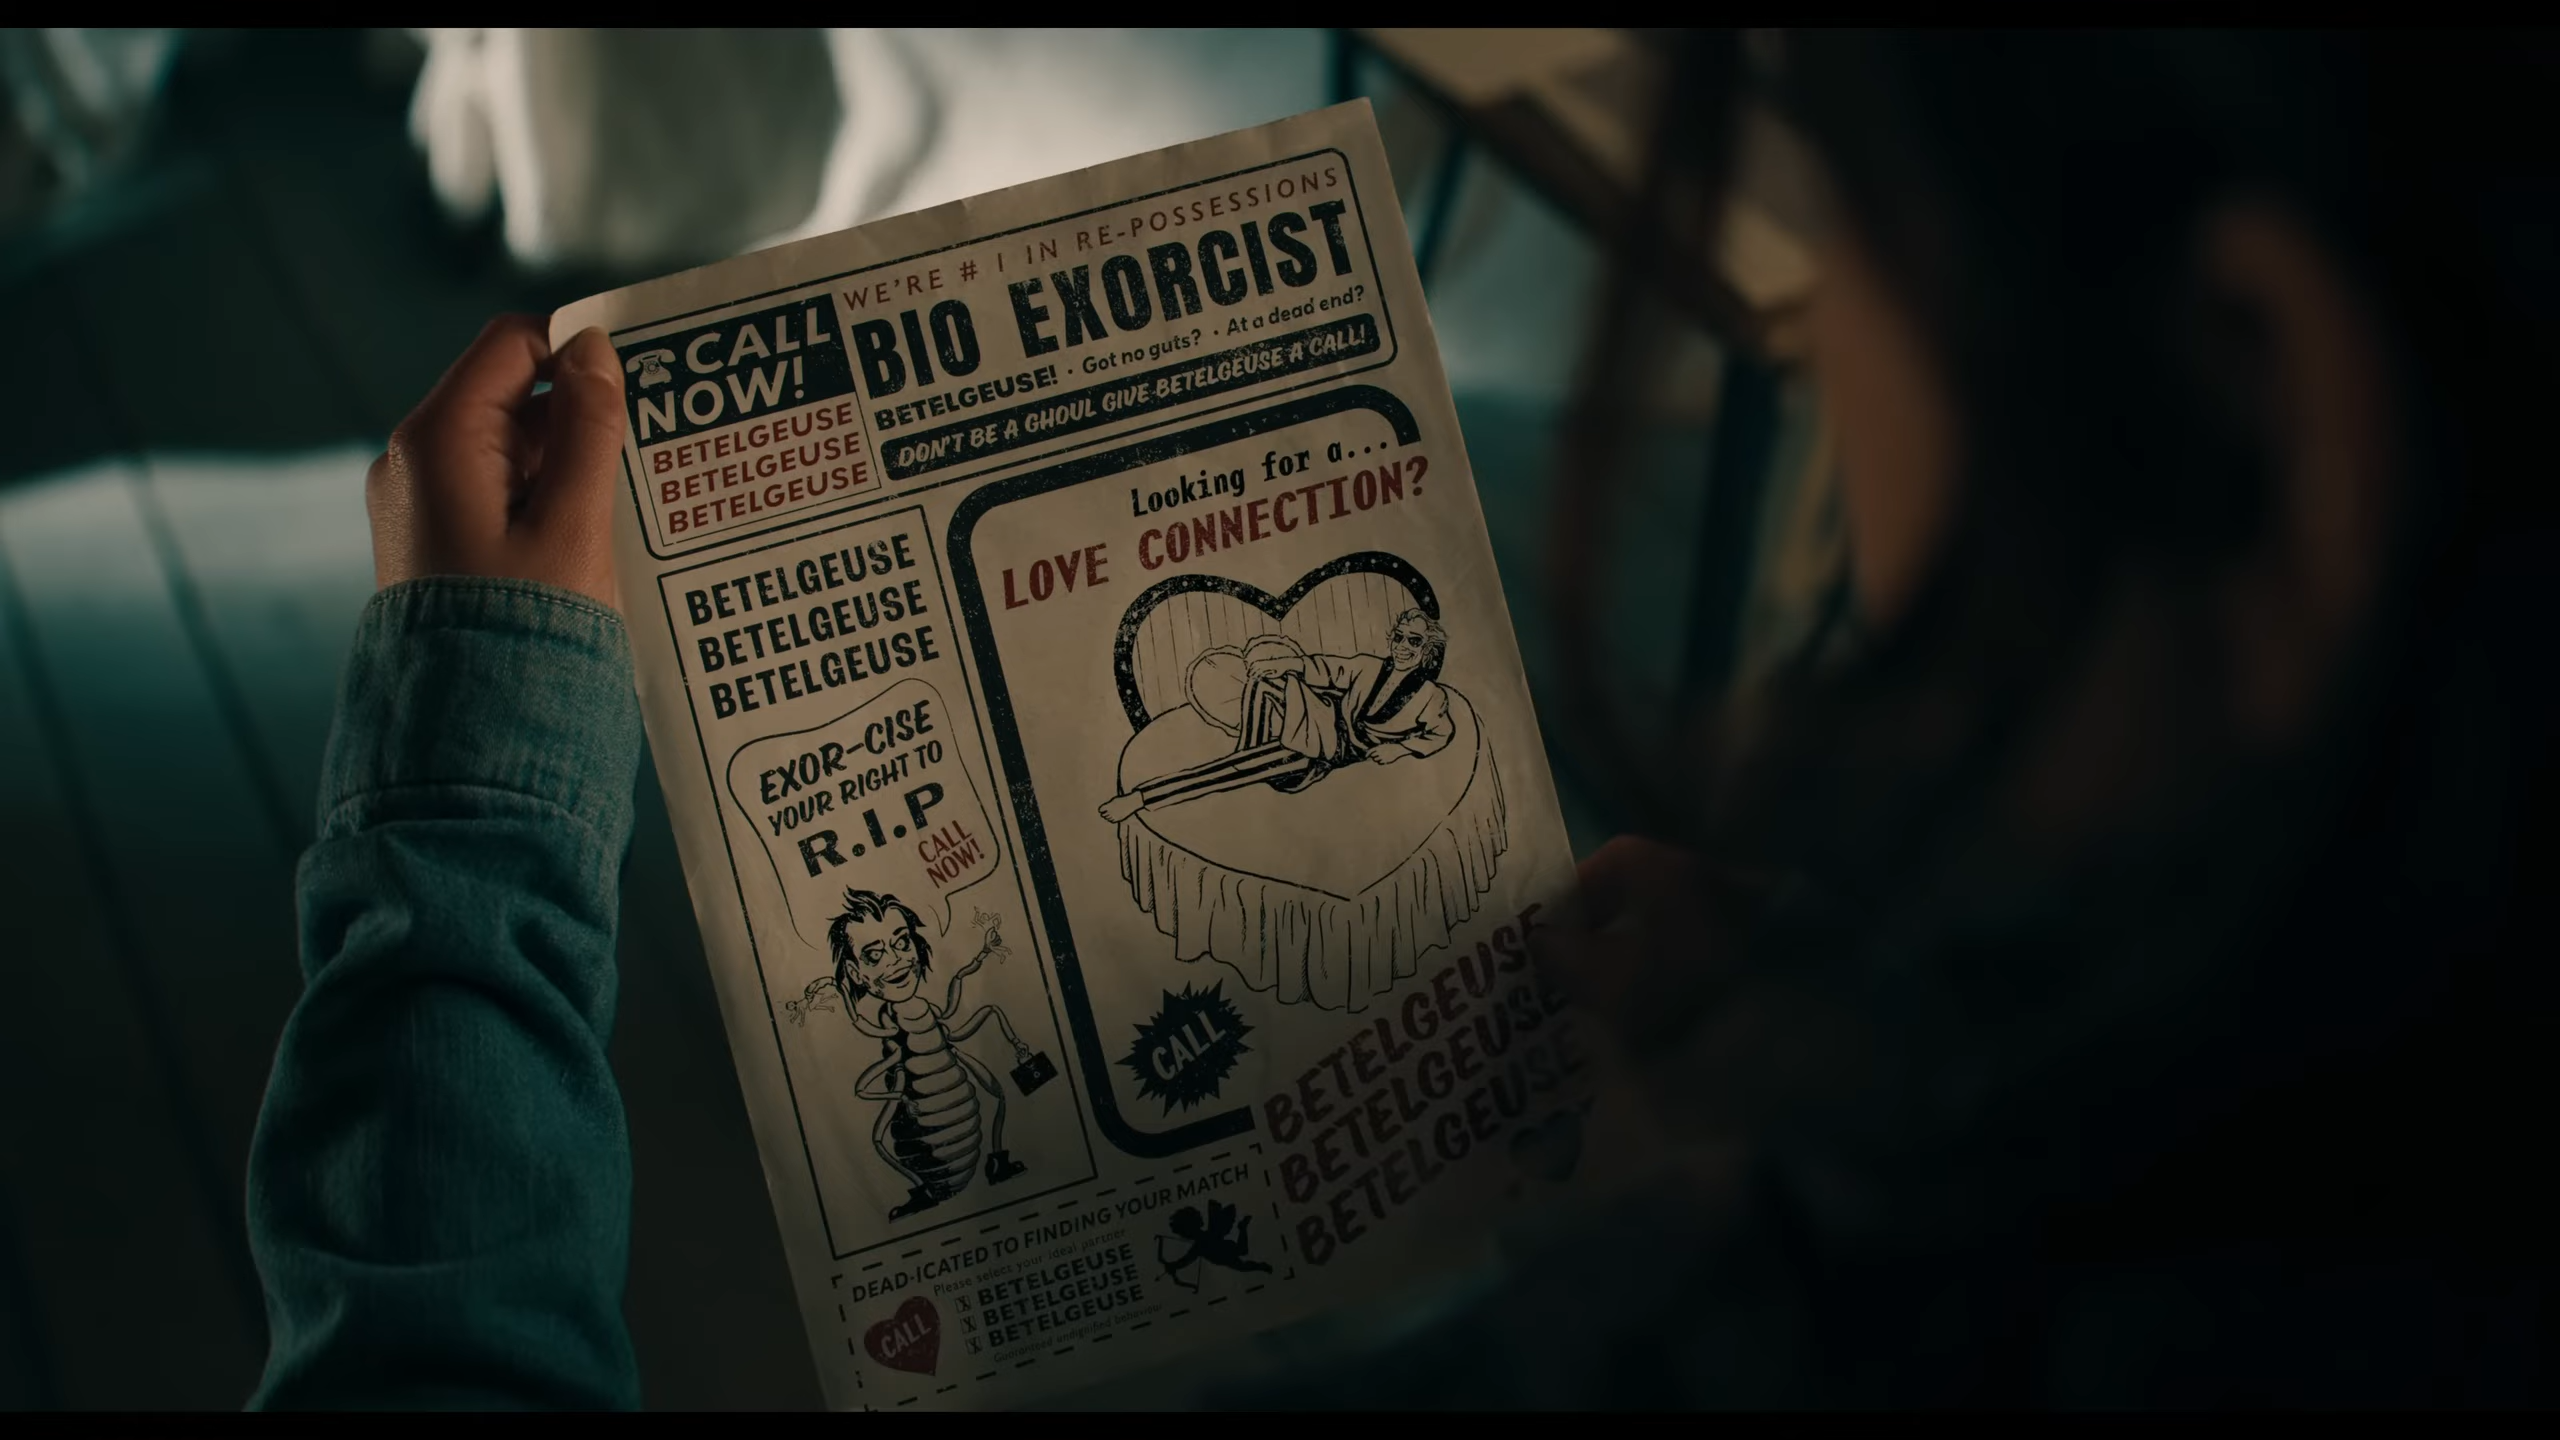 WE'RE # 1 IN RE-POSSESSIONS
CALL
NOW!
BETELGEUSE
BETELGEUSE
BETELGEUSE
BIO EXORCIST
BETELGEUSE! · Got no guts? · At a dead end?
DON'T BE A GHOUL GIVE BETELGEUSE A CALL!
BETELGEUSE
BETELGEUSE
BETELGEUSE
EXOR-CISE
YOUR RIGHT TO
R.I.P
CALL
NOW!
Looking for a...
LOVE CONNECTION?
CALL
BETELGEUSE
BETELGEUSE
BETELGEUSE
DEAD-ICATED TO FINDING YOUR MATCH
Please select your ideal partner
X BETELGEUSE
X BETELGEUSE
X BETELGEUSE
Guaranteed undignified behaviour
CALL